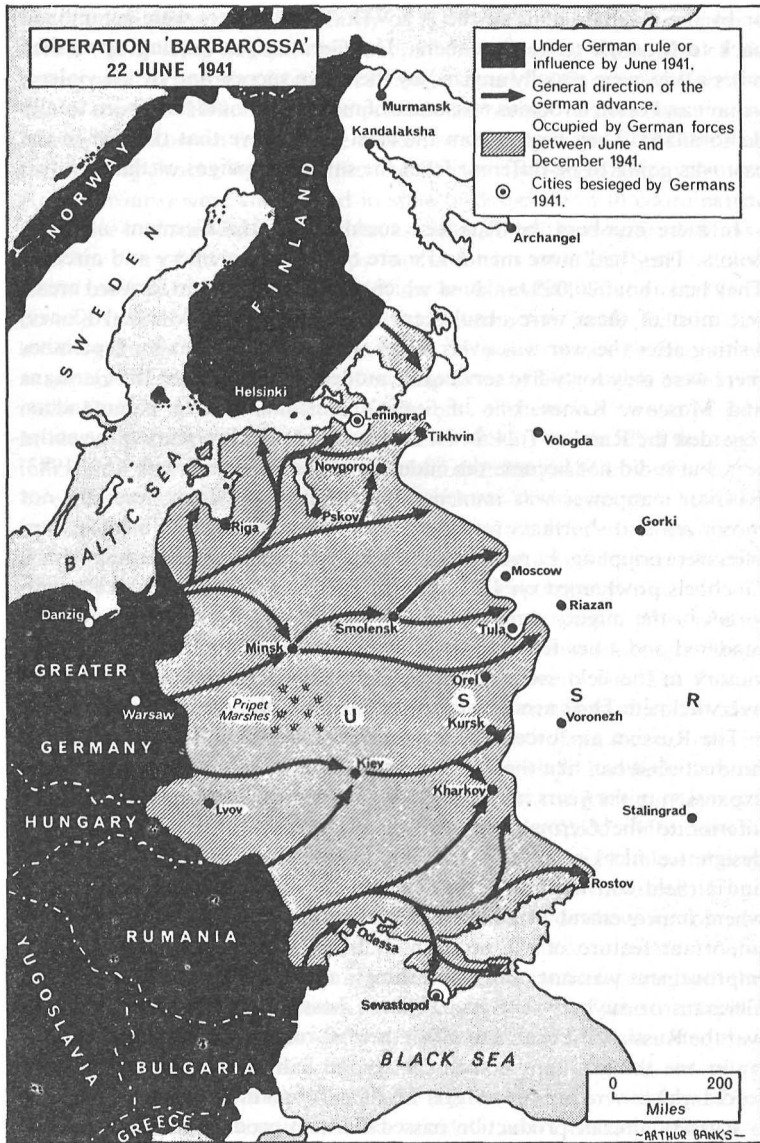 OPERATION 'BARBAROSSA'
22 JUNE 1941
Under German rule or
influence by June 1941.
General direction of the
German advance.
Occupied by German forces
between June and
December 1941.
Cities besieged by Germans
1941.
Murmansk
Kandalaksha
Archangel
NORWAY
SWEDEN
FINLAND
Helsinki
Leningrad
Tikhvin
Vologda
Novgorod
BALTIC SEA
Riga
Pskov
Gorki
Moscow
Riazan
Danzig
Smolensk
Tula
Minsk
GREATER
Orel
Warsaw
Pripet
Marshes
U S S R
Voronezh
GERMANY
Kursk
Kiev
Kharkov
HUNGARY
Lvov
Stalingrad
Rostov
RUMANIA
Odessa
YUGOSLAVIA
Sevastopol
BULGARIA
BLACK SEA
GREECE
0 200
Miles
~ARTHUR BANKS